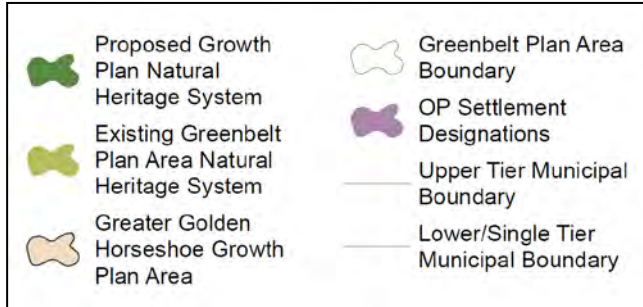 Proposed Growth
Plan Natural
Heritage System
Existing Greenbelt
Plan Area Natural
Heritage System
Greater Golden
Horseshoe Growth
Plan Area
Greenbelt Plan Area
Boundary
OP Settlement
Designations
Upper Tier Municipal
Boundary
Lower/Single Tier
Municipal Boundary